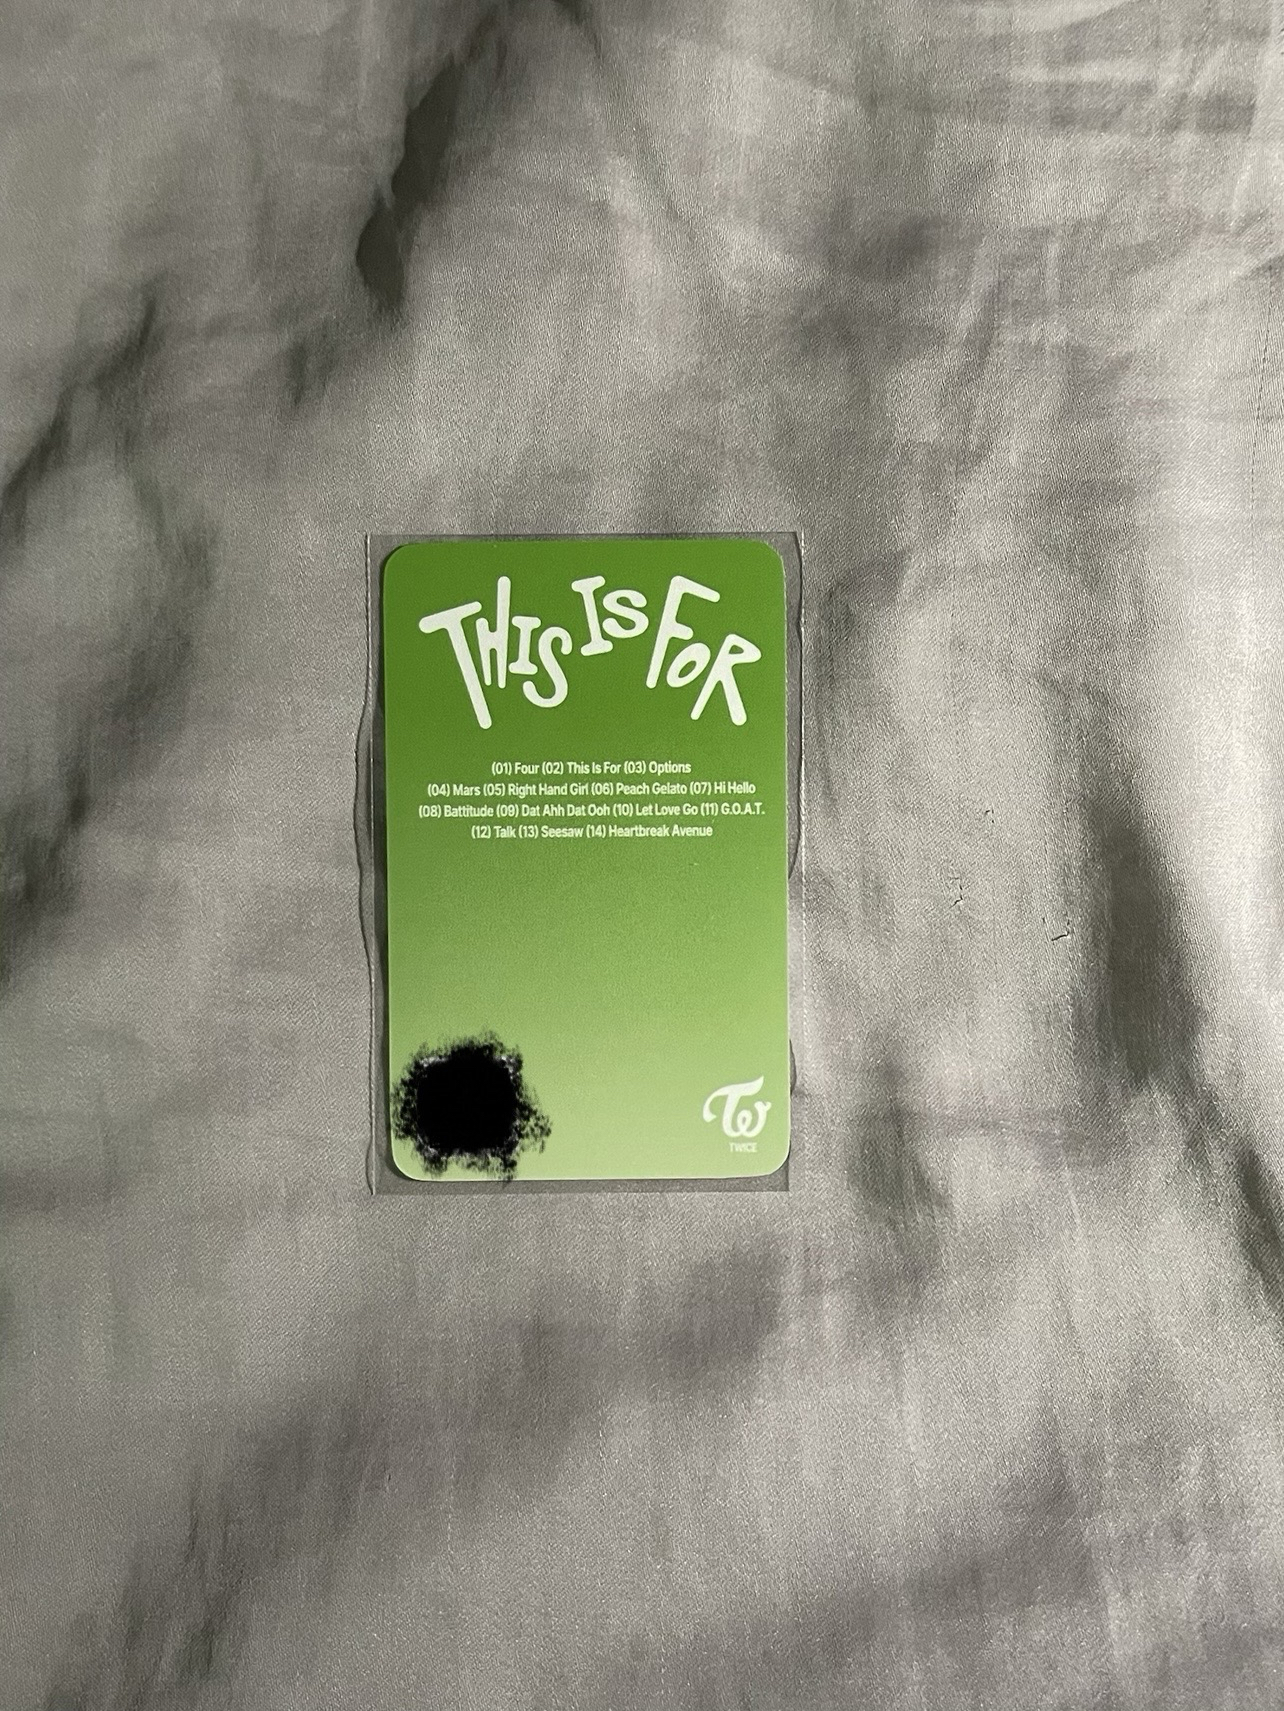 THIS IS FOR
(01) Four (02) This Is For (03) Options
(04) Mars (05) Right Hand Girl (06) Peach Gelato (07) Hi Hello
(08) Battitude (09) Dat Ahh Dat Ooh (10) Let Love Go (11) G.O.A.T.
(12) Talk (13) Seesaw (14) Heartbreak Avenue
TW
TWICE